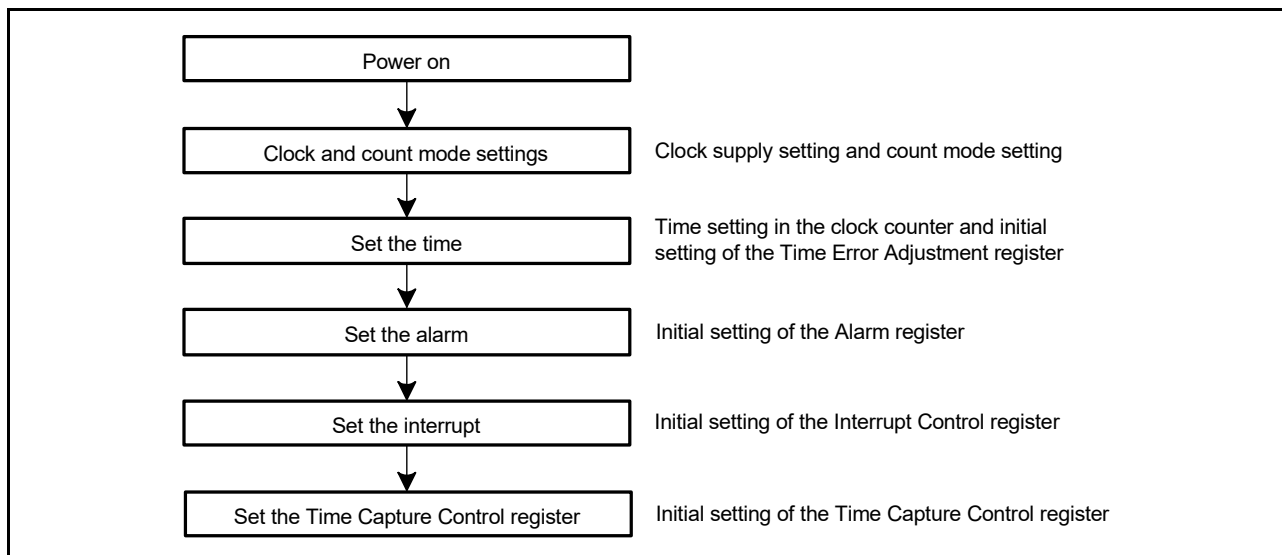 Power on
Clock and count mode settings
Clock supply setting and count mode setting
Set the time
Time setting in the clock counter and initial
setting of the Time Error Adjustment register
Set the alarm
Initial setting of the Alarm register
Set the interrupt
Initial setting of the Interrupt Control register
Set the Time Capture Control register
Initial setting of the Time Capture Control register